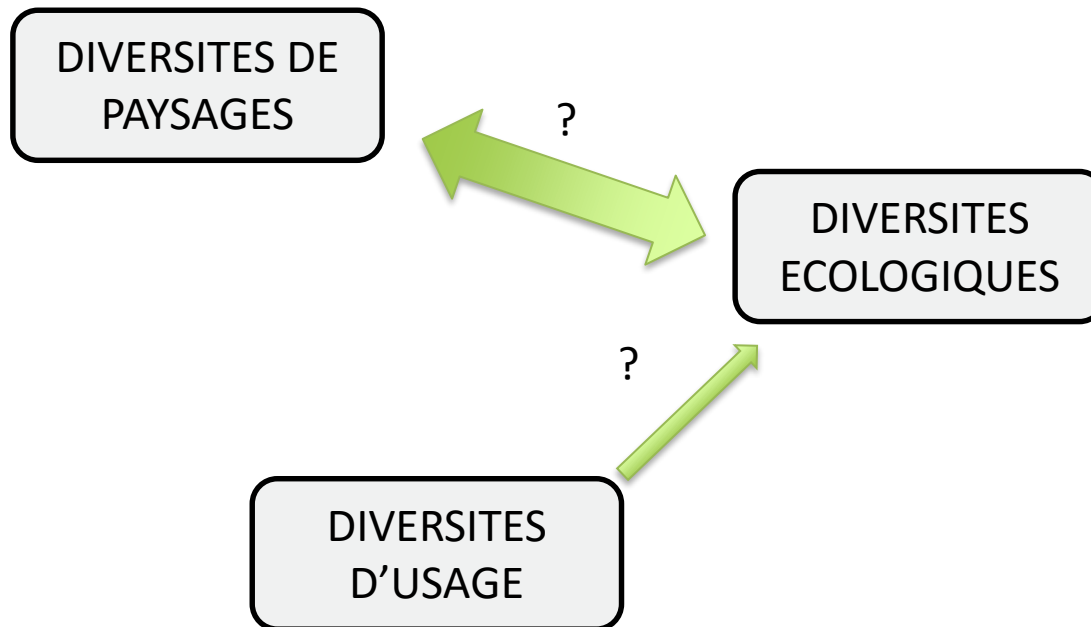 DIVERSITES DE
PAYSAGES
?
DIVERSITES
ECOLOGIQUES
?
DIVERSITES
D’USAGE